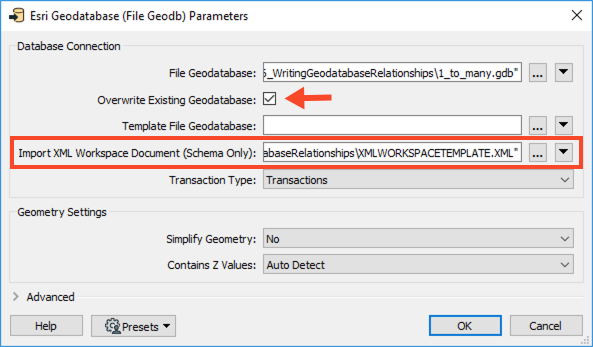 Esri Geodatabase (File Geodb) Parameters
Database Connection
File Geodatabase: 5_WritingGeodatabaseRelationships\1_to_many.gdb" ...
Overwrite Existing Geodatabase:
Template File Geodatabase: ...
Import XML Workspace Document (Schema Only): abaseRelationships\XMLWORKSPACETEMPLATE.XML" ...
Transaction Type: Transactions
Geometry Settings
Simplify Geometry: No
Contains Z Values: Auto Detect
Advanced
Help Presets OK Cancel